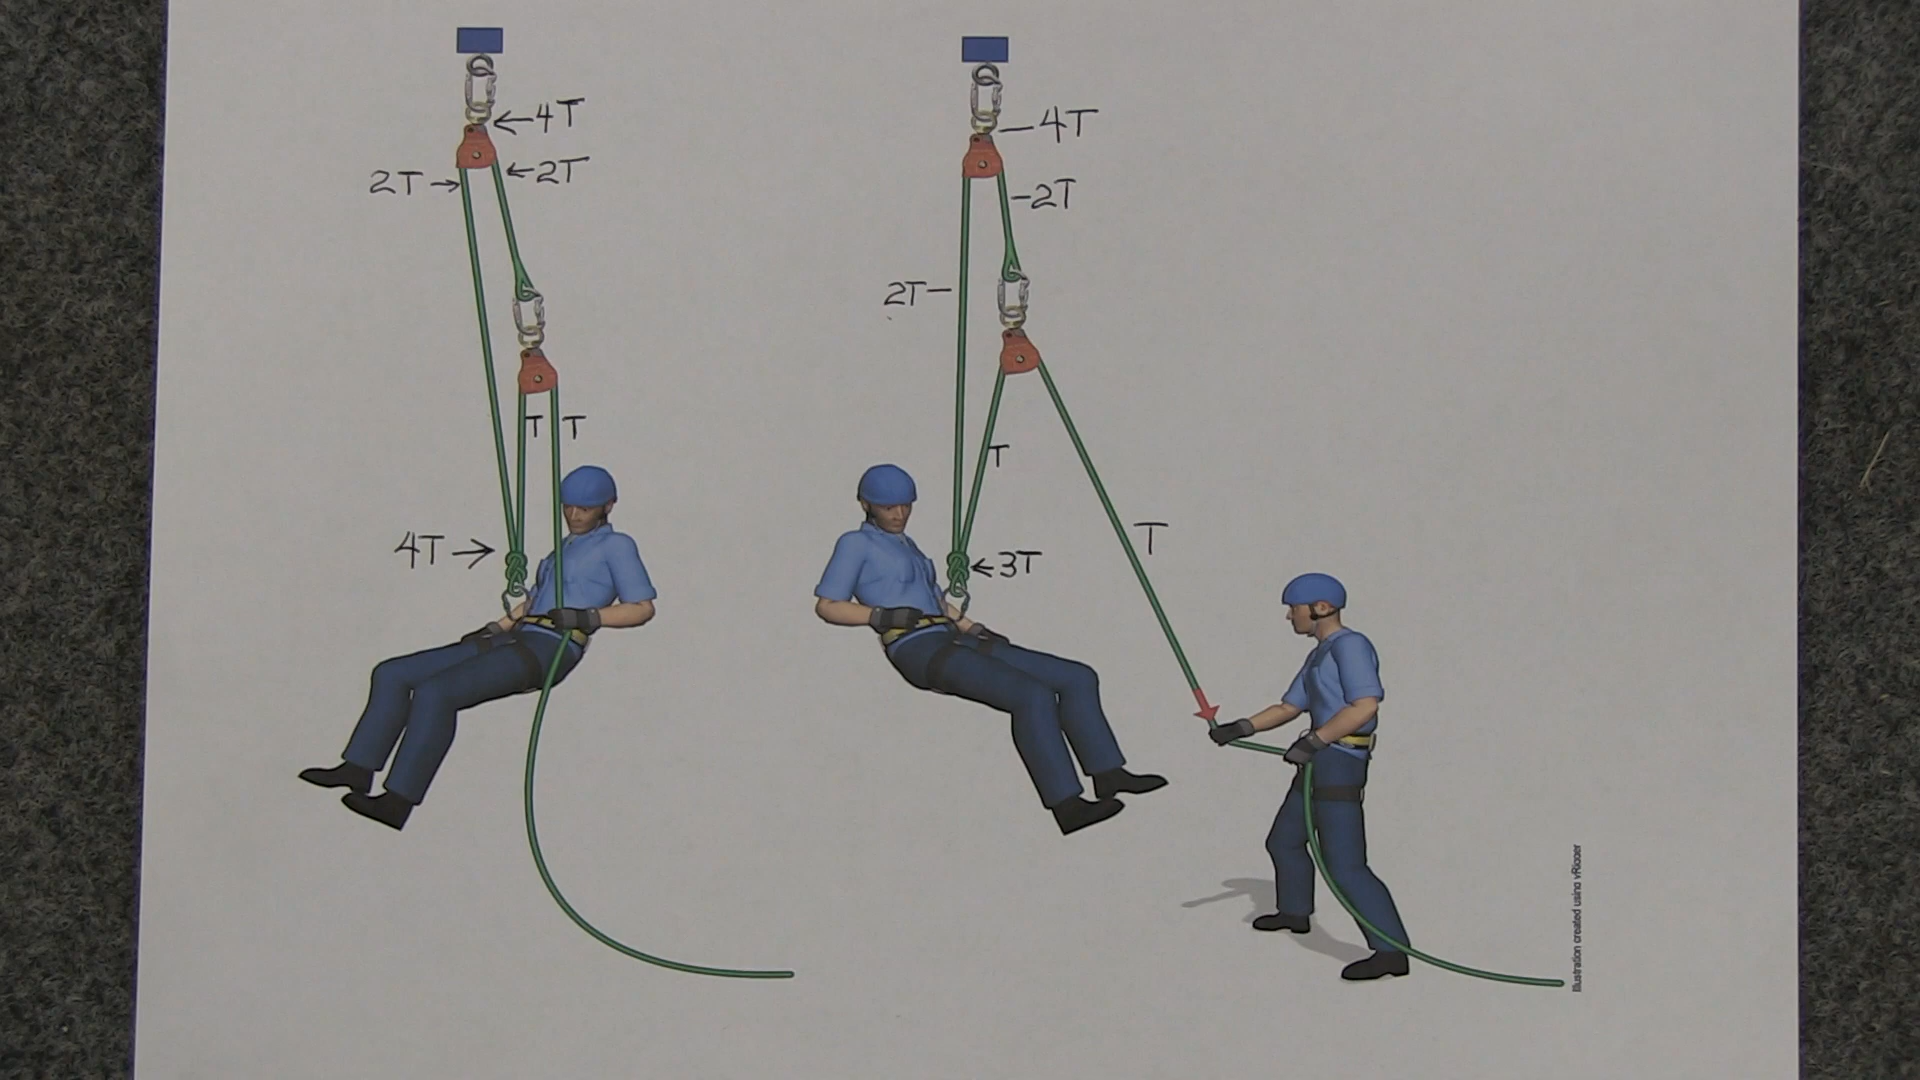 ←4T
2T→
←2T
T T
4T→
—4T
—2T
2T—
T
T
←3T
Illustration created using vRigger